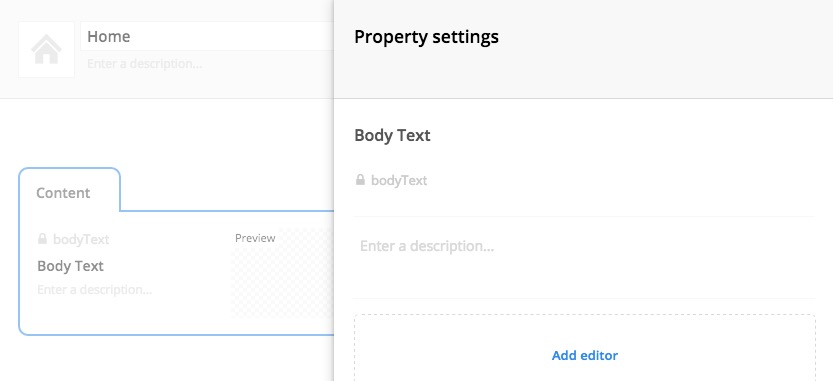 Home
Enter a description...
Content
bodyText
Body Text
Enter a description...
Preview
Property settings
Body Text
bodyText
Enter a description...
Add editor